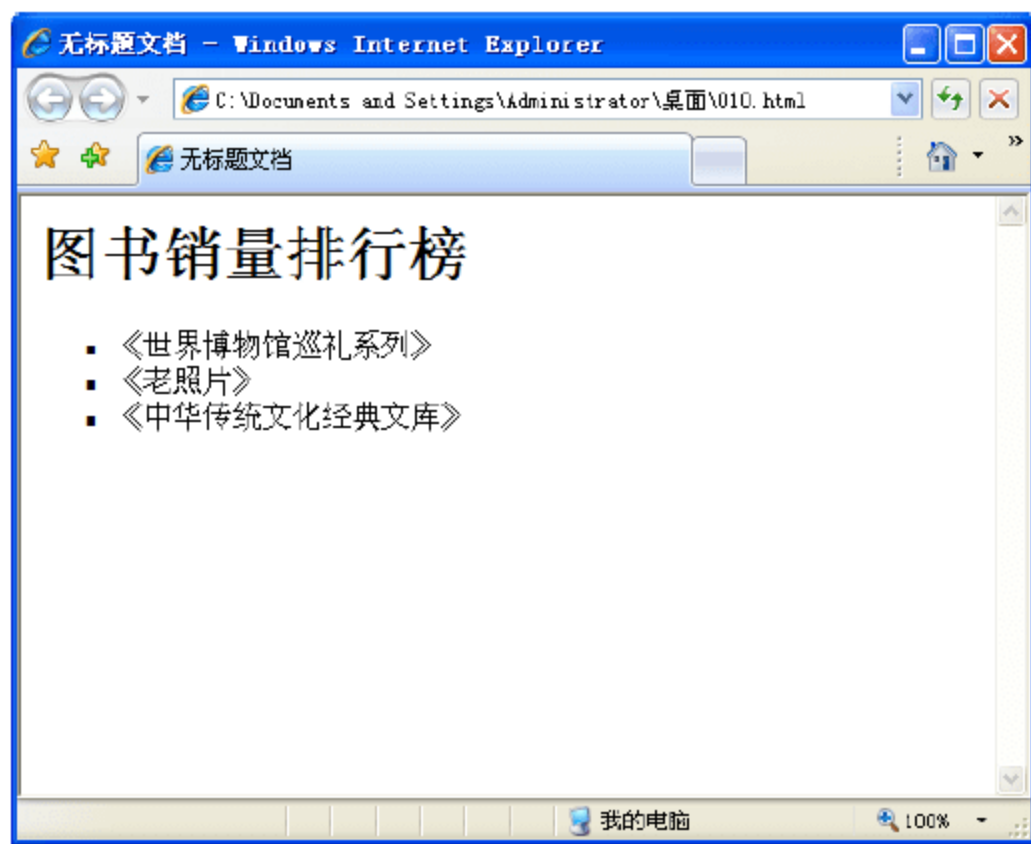 无标题文档 - Windows Internet Explorer
C:\Documents and Settings\Administrator\桌面\010.html
无标题文档
图书销量排行榜
《世界博物馆巡礼系列》
《老照片》
《中华传统文化经典文库》
我的电脑
100%